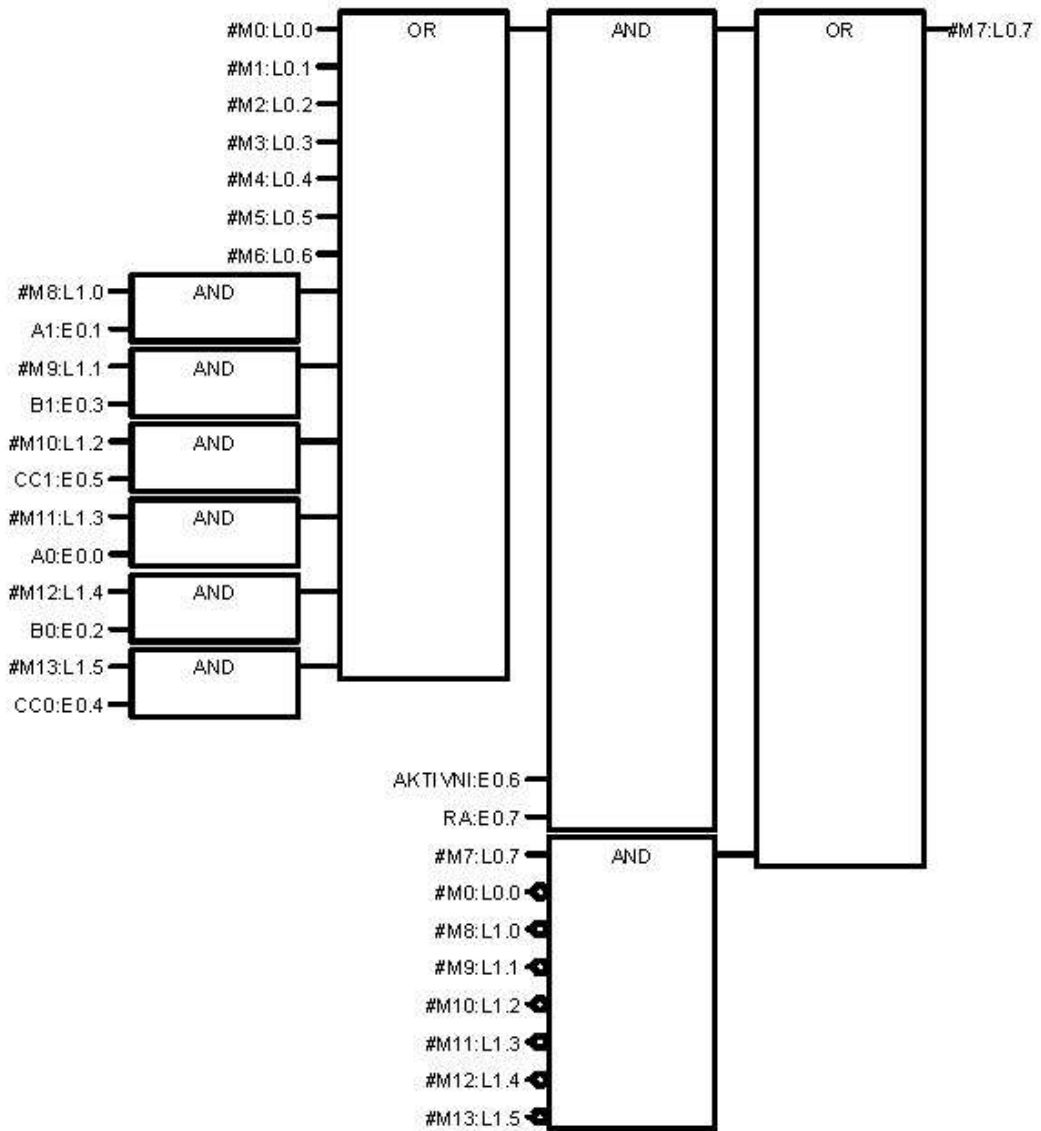 #M0:L0.0 OR AND OR #M7:L0.7
#M1:L0.1
#M2:L0.2
#M3:L0.3
#M4:L0.4
#M5:L0.5
#M6:L0.6
#M8:L1.0 AND
A1:E0.1
#M9:L1.1 AND
B1:E0.3
#M10:L1.2 AND
CC1:E0.5
#M11:L1.3 AND
A0:E0.0
#M12:L1.4 AND
B0:E0.2
#M13:L1.5 AND
CC0:E0.4
AKTIVNI:E0.6
RA:E0.7
#M7:L0.7 AND
#M0:L0.0
#M8:L1.0
#M9:L1.1
#M10:L1.2
#M11:L1.3
#M12:L1.4
#M13:L1.5